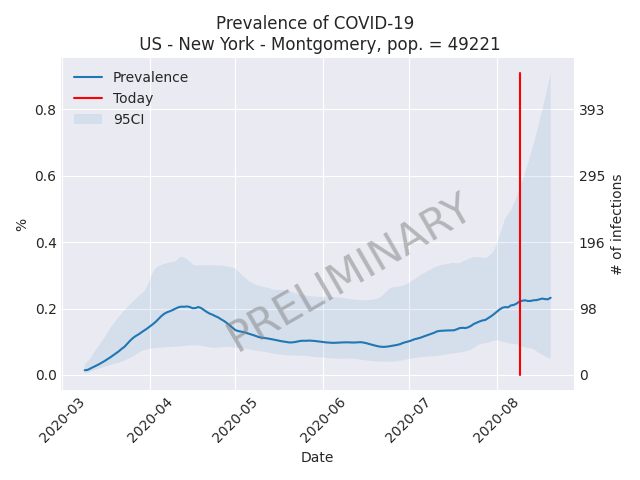 Prevalence of COVID-19
US - New York - Montgomery, pop. = 49221
Prevalence
Today
95CI
0.8
0.6
0.4
0.2
0.0
%
393
295
196
98
0
# of infections
PRELIMINARY
2020-03
2020-04
2020-05
2020-06
2020-07
2020-08
Date